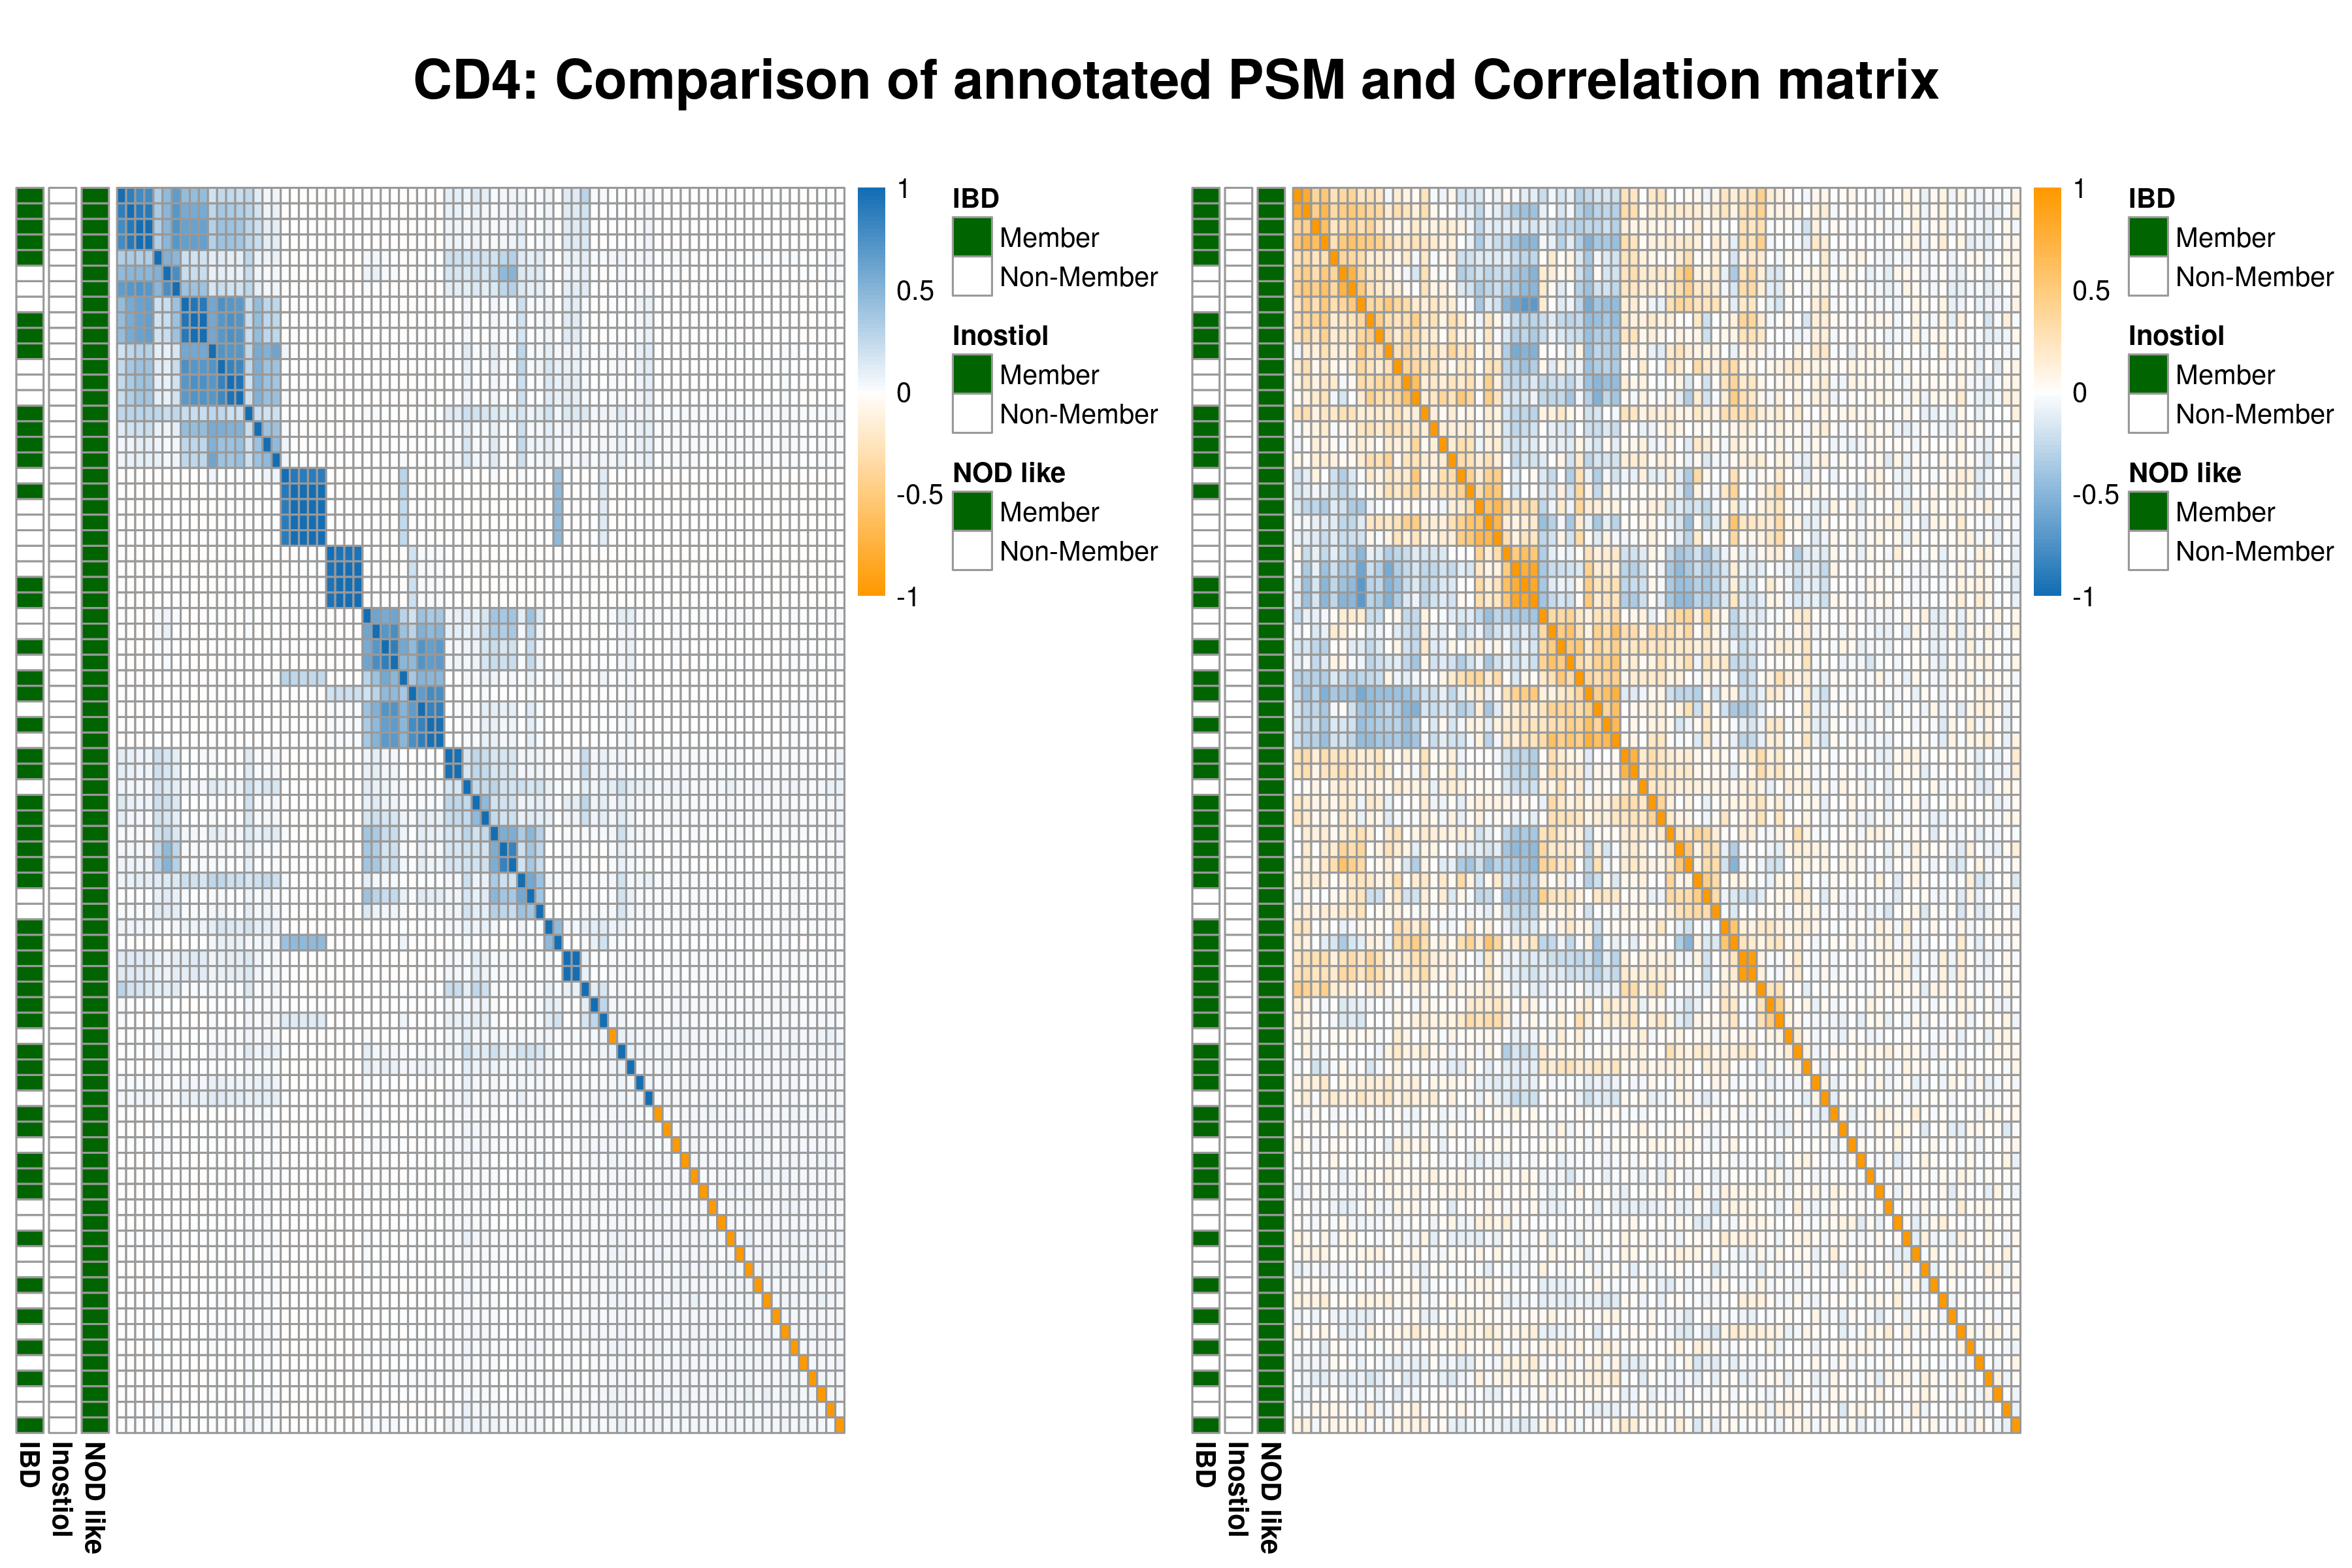 CD4: Comparison of annotated PSM and Correlation matrix
1
0.5
0
-0.5
-1
IBD
Member
Non-Member
Inostiol
Member
Non-Member
NOD like
Member
Non-Member
IBD
Inostiol
NOD like
1
0.5
0
-0.5
-1
IBD
Member
Non-Member
Inostiol
Member
Non-Member
NOD like
Member
Non-Member
IBD
Inostiol
NOD like